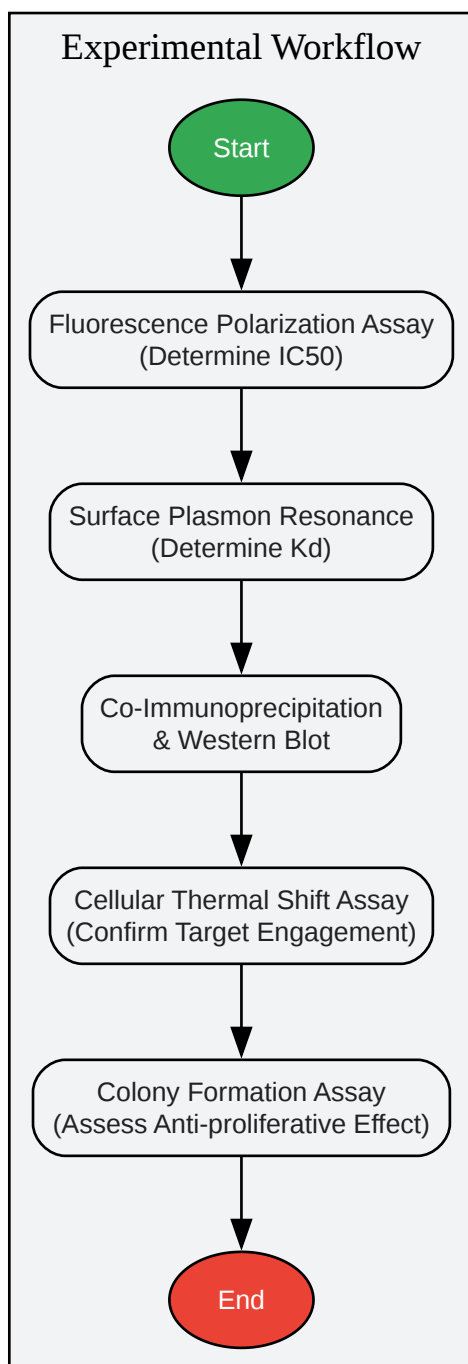 Experimental Workflow
Start
Fluorescence Polarization Assay
(Determine IC50)
Surface Plasmon Resonance
(Determine Kd)
Co-Immunoprecipitation
& Western Blot
Cellular Thermal Shift Assay
(Confirm Target Engagement)
Colony Formation Assay
(Assess Anti-proliferative Effect)
End